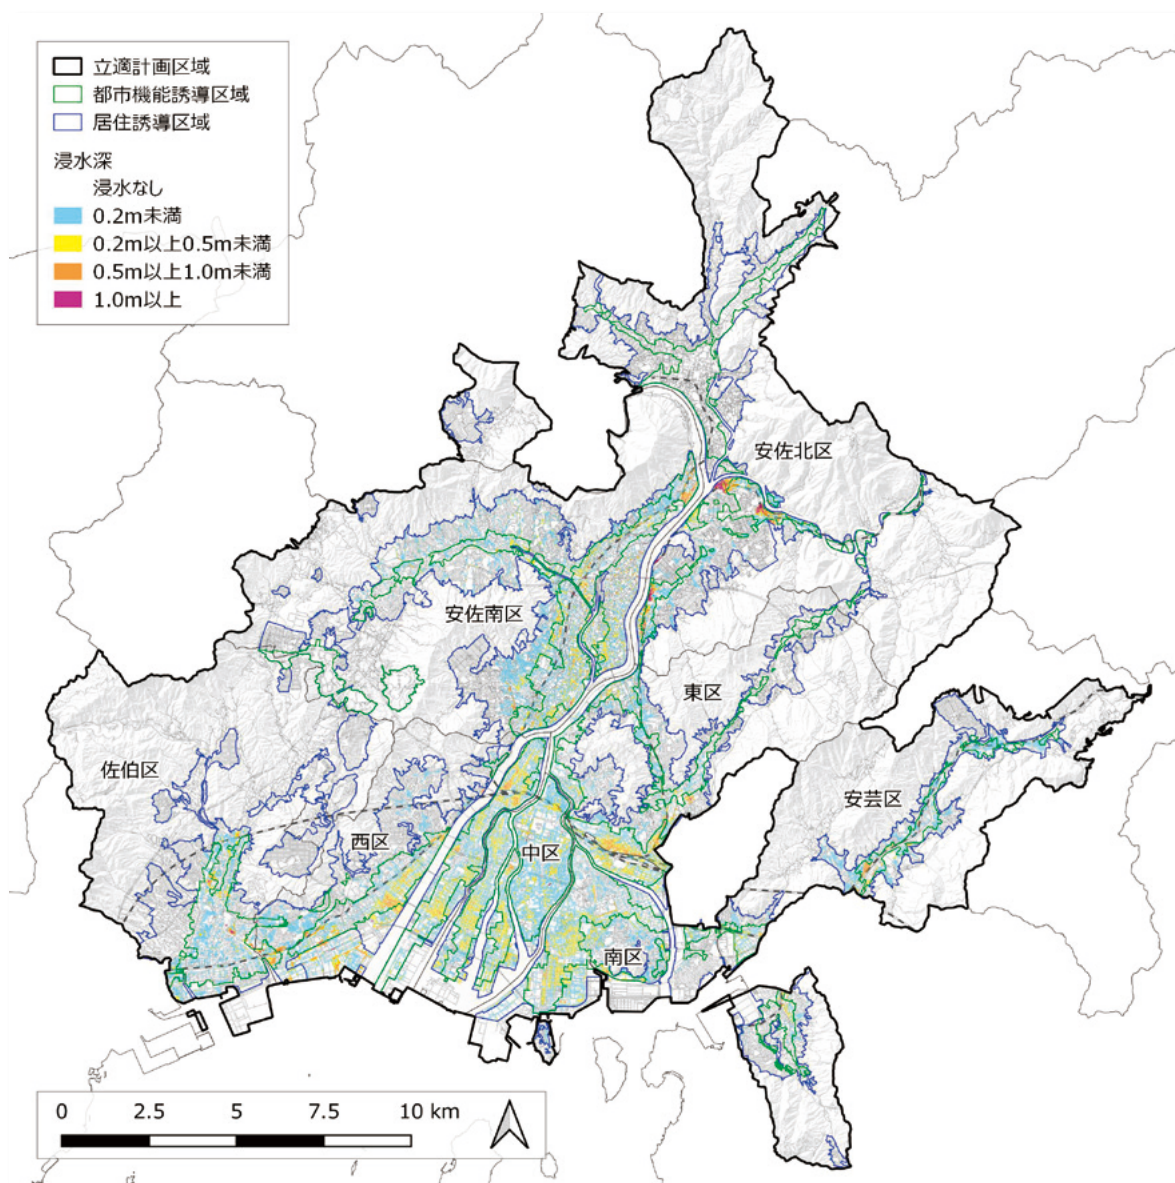 立適計画区域
都市機能誘導区域
居住誘導区域
浸水深
浸水なし
0.2m未満
0.2m以上0.5m未満
0.5m以上1.0m未満
1.0m以上
安佐北区
安佐南区
東区
佐伯区
安芸区
西区
中区
南区
0 2.5 5 7.5 10 km